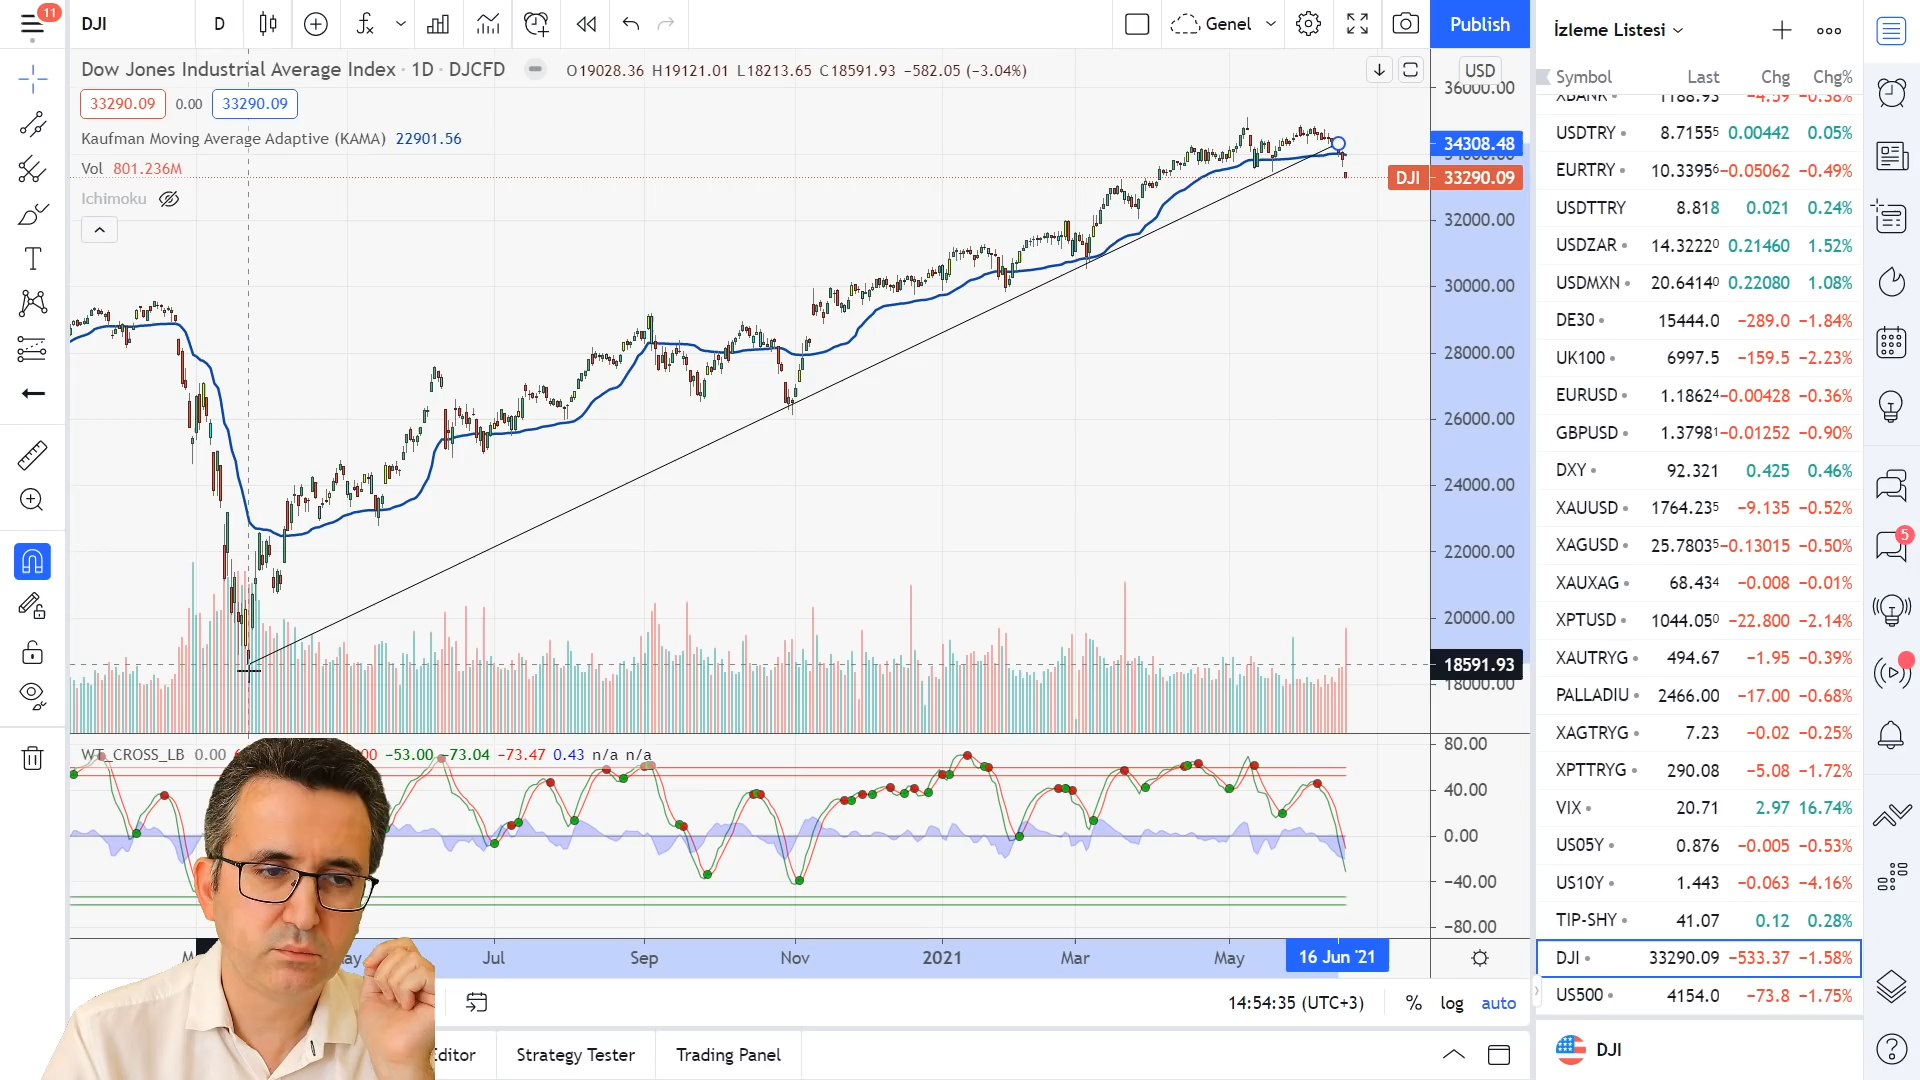 11
DJI
D
Genel
Publish
Dow Jones Industrial Average Index · 1D · DJCFD
O19028.36 H19121.01 L18213.65 C18591.93 −582.05 (−3.04%)
33290.09 0.00 33290.09
Kaufman Moving Average Adaptive (KAMA) 22901.56
Vol 801.236M
Ichimoku
USD
36000.00
34308.48
DJI 33290.09
32000.00
30000.00
28000.00
26000.00
24000.00
22000.00
20000.00
18591.93
18000.00
WT_CROSS_LB 0.00
−53.00 −73.04 −73.47 0.43 n/a n/a
80.00
40.00
0.00
−40.00
−80.00
Jul Sep Nov 2021 Mar May 16 Jun '21
14:54:35 (UTC+3) % log auto
Strategy Tester Trading Panel
İzleme Listesi
Symbol Last Chg Chg%
XBANK 1188.93 −4.59 −0.38%
USDTRY 8.71555 0.00442 0.05%
EURTRY 10.33956 −0.05062 −0.49%
USDTTRY 8.818 0.021 0.24%
USDZAR 14.32220 0.21460 1.52%
USDMXN 20.64140 0.22080 1.08%
DE30 15444.0 −289.0 −1.84%
UK100 6997.5 −159.5 −2.23%
EURUSD 1.18624 −0.00428 −0.36%
GBPUSD 1.37981 −0.01252 −0.90%
DXY 92.321 0.425 0.46%
XAUUSD 1764.235 −9.135 −0.52%
XAGUSD 25.78035 −0.13015 −0.50%
XAUXAG 68.434 −0.008 −0.01%
XPTUSD 1044.050 −22.800 −2.14%
XAUTRYG 494.67 −1.95 −0.39%
PALLADIU 2466.00 −17.00 −0.68%
XAGTRYG 7.23 −0.02 −0.25%
XPTTRYG 290.08 −5.08 −1.72%
VIX 20.71 2.97 16.74%
US05Y 0.876 −0.005 −0.53%
US10Y 1.443 −0.063 −4.16%
TIP-SHY 41.07 0.12 0.28%
DJI 33290.09 −533.37 −1.58%
US500 4154.0 −73.8 −1.75%
DJI
5